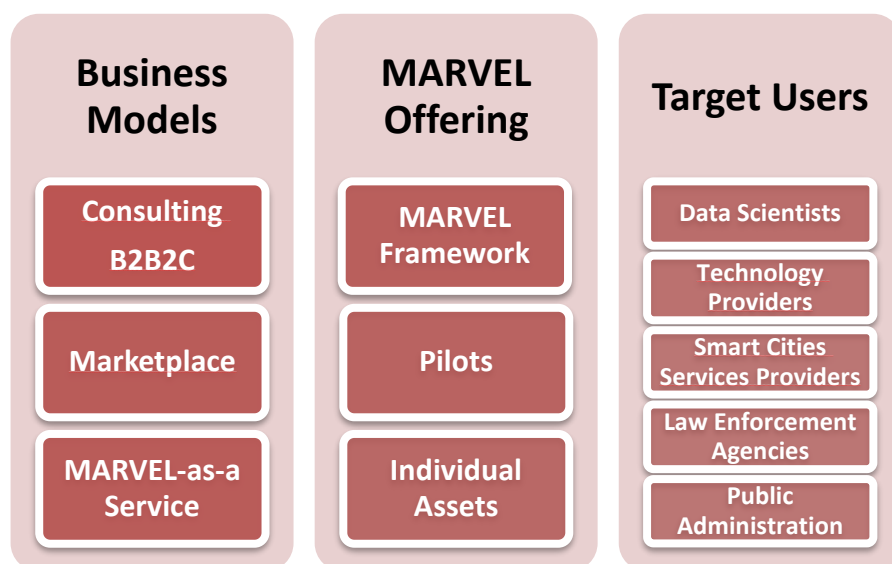 Business
Models
Consulting
B2B2C
Marketplace
MARVEL-as-a
Service
MARVEL
Offering
MARVEL
Framework
Pilots
Individual
Assets
Target Users
Data Scientists
Technology
Providers
Smart Cities
Services Providers
Law Enforcement
Agencies
Public
Administration